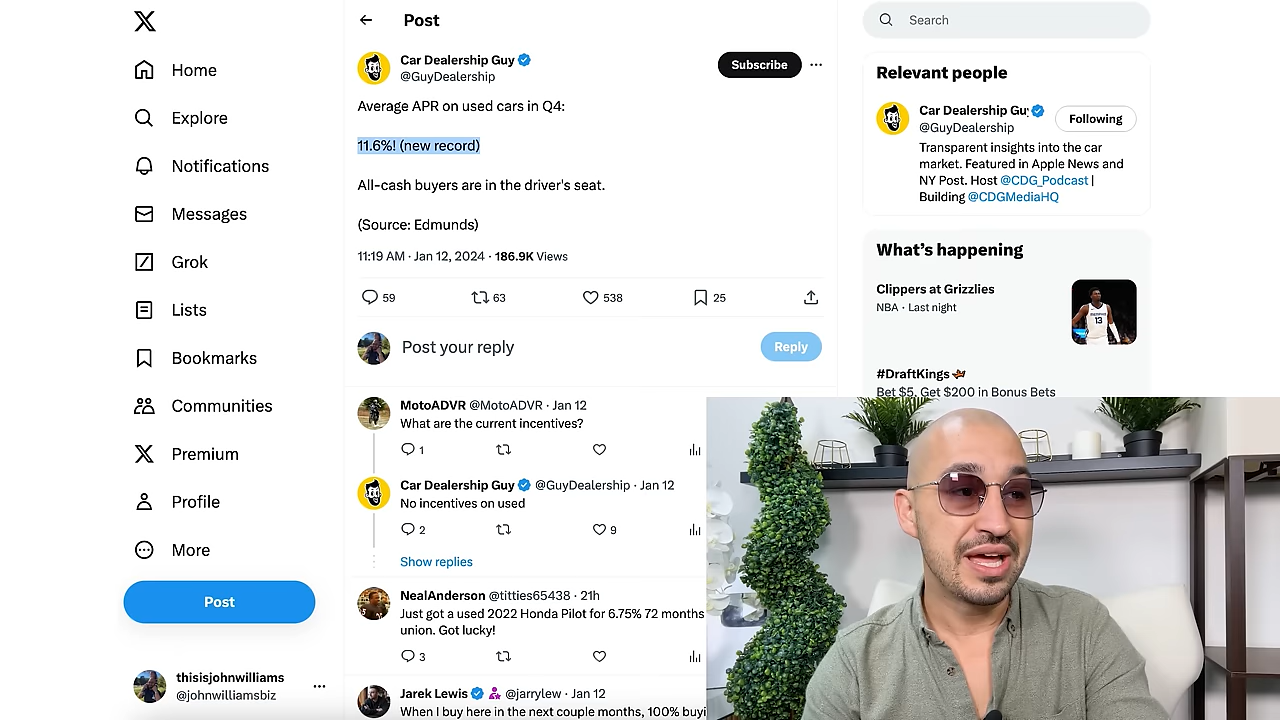 Home
Explore
Notifications
Messages
Grok
Lists
Bookmarks
Communities
Premium
Profile
More
Post
thisisjohnwilliams
@johnwilliamsbiz
Post
Car Dealership Guy
@GuyDealership
Subscribe
Average APR on used cars in Q4:
11.6%! (new record)
All-cash buyers are in the driver's seat.
(Source: Edmunds)
11:19 AM · Jan 12, 2024 · 186.9K Views
59 63 538 25
Post your reply
Reply
MotoADVR @MotoADVR · Jan 12
What are the current incentives?
1
Car Dealership Guy @GuyDealership · Jan 12
No incentives on used
2 9
Show replies
NealAnderson @titties65438 · 21h
Just got a used 2022 Honda Pilot for 6.75% 72 months
union. Got lucky!
3
Jarek Lewis @jarrylew · Jan 12
When I buy here in the next couple months, 100% buyi
Search
Relevant people
Car Dealership Gu
@GuyDealership
Following
Transparent insights into the car
market. Featured in Apple News and
NY Post. Host @CDG_Podcast |
Building @CDGMediaHQ
What's happening
Clippers at Grizzlies
NBA · Last night
#DraftKings
Bet $5, Get $200 in Bonus Bets